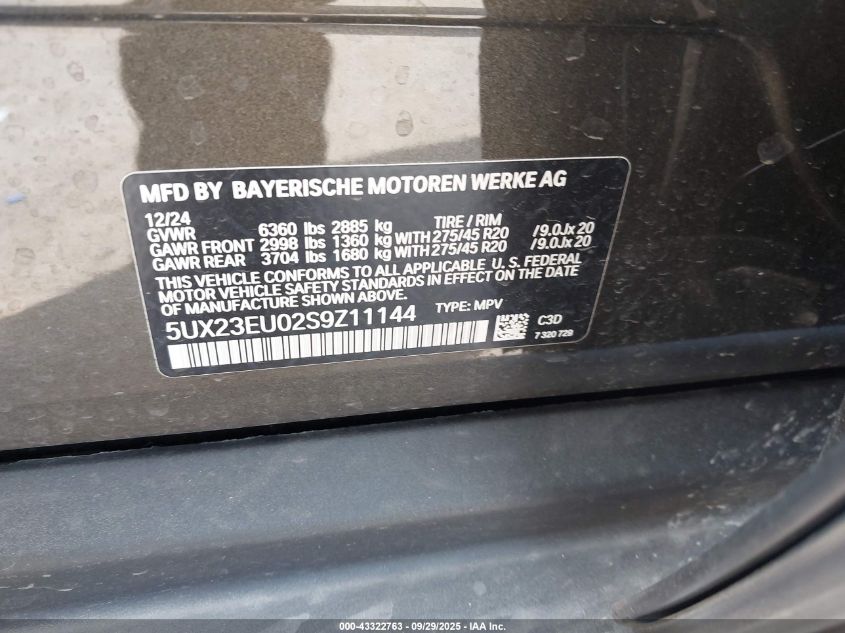 MFD BY BAYERISCHE MOTOREN WERKE AG
12/24 TIRE / RIM
GVWR 6360 lbs 2885 kg
GAWR FRONT 2998 lbs 1360 kg WITH 275/45 R20 /9.0Jx20
GAWR REAR 3704 lbs 1680 kg WITH 275/45 R20 /9.0Jx20
THIS VEHICLE CONFORMS TO ALL APPLICABLE U.S. FEDERAL
MOTOR VEHICLE SAFETY STANDARDS IN EFFECT ON THE DATE
OF MANUFACTURE SHOWN ABOVE. TYPE: MPV
5UX23EU02S9Z11144 C3D
7320729
000-43322763 - 09/29/2025 - IAA Inc.